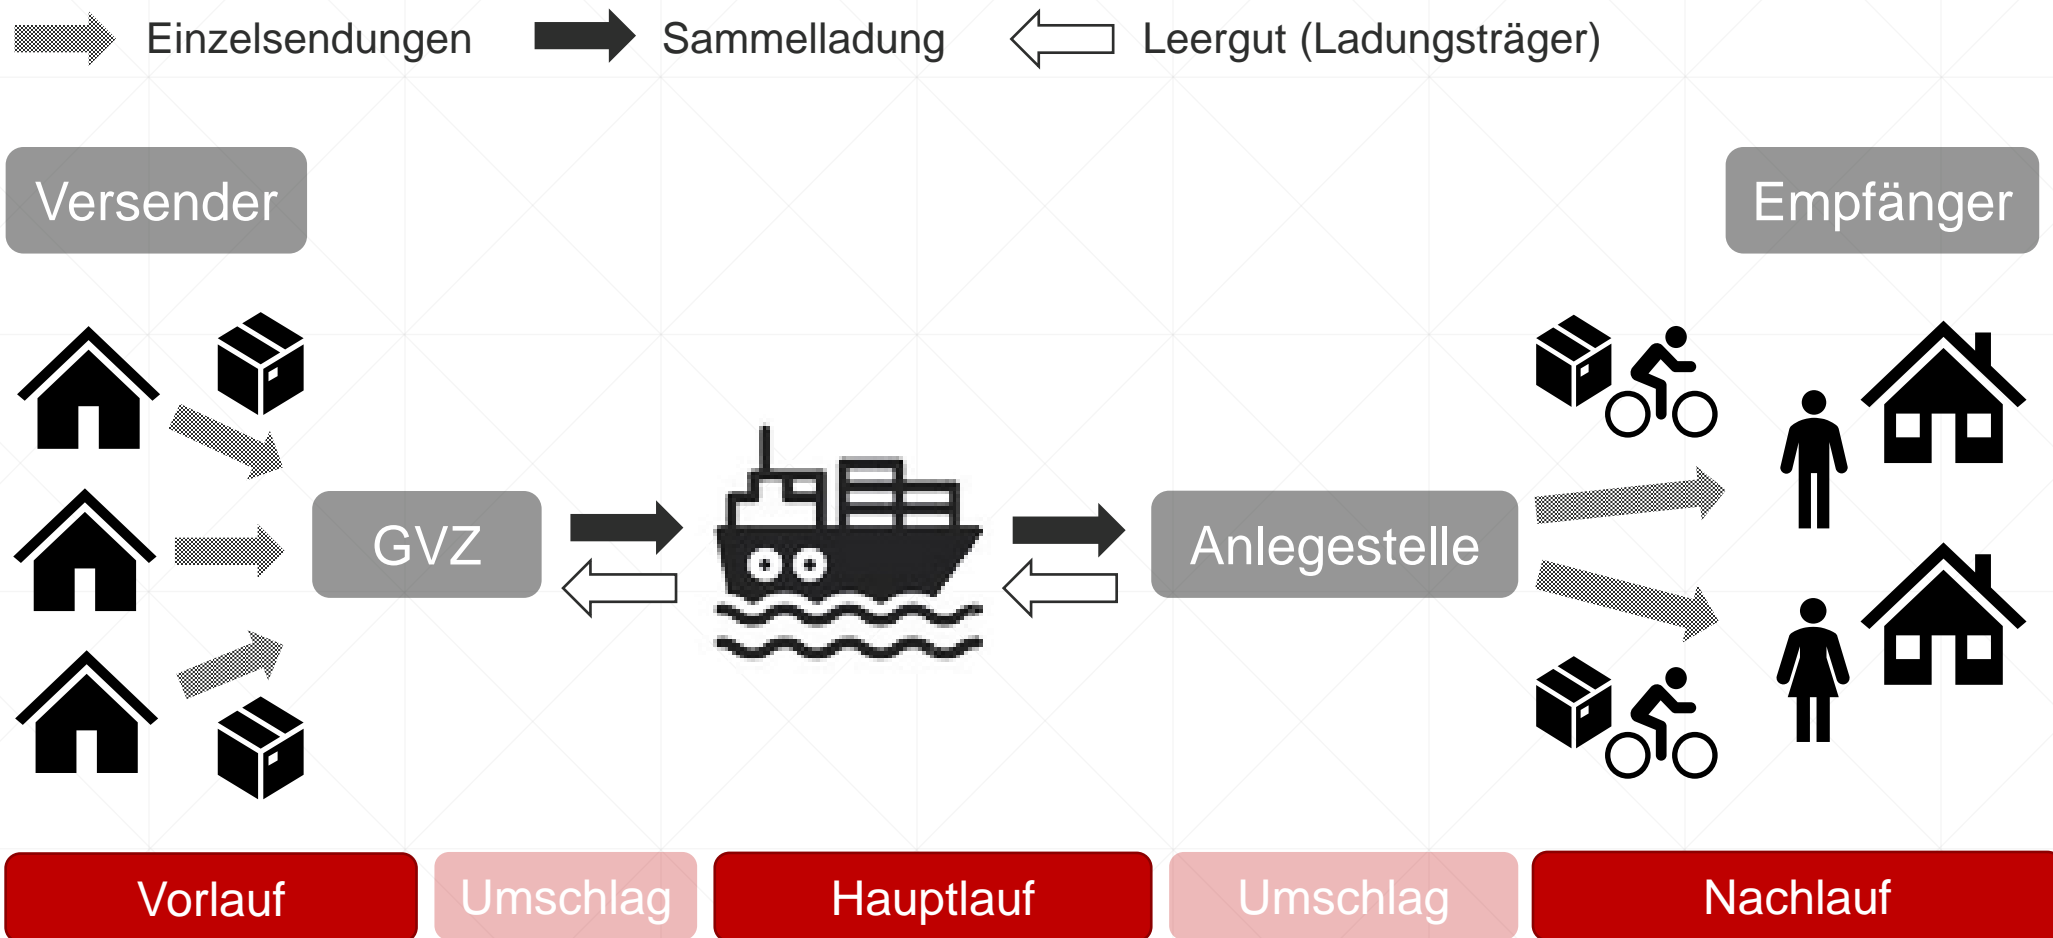 Einzelsendungen Sammelladung Leergut (Ladungsträger)
Versender Empfänger
GVZ Anlegestelle
Vorlauf Umschlag Hauptlauf Umschlag Nachlauf